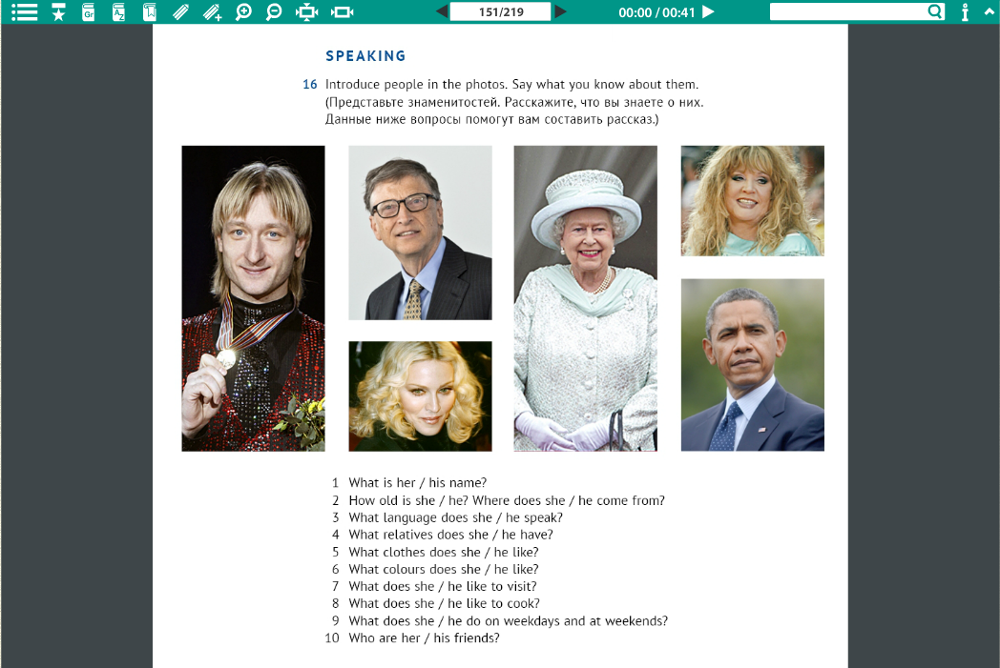 Gr
AZ
151/219
00:00 / 00:41
SPEAKING
16 Introduce people in the photos. Say what you know about them.
(Представьте знаменитостей. Расскажите, что вы знаете о них.
Данные ниже вопросы помогут вам составить рассказ.)
1 What is her / his name?
2 How old is she / he? Where does she / he come from?
3 What language does she / he speak?
4 What relatives does she / he have?
5 What clothes does she / he like?
6 What colours does she / he like?
7 What does she / he like to visit?
8 What does she / he like to cook?
9 What does she / he do on weekdays and at weekends?
10 Who are her / his friends?